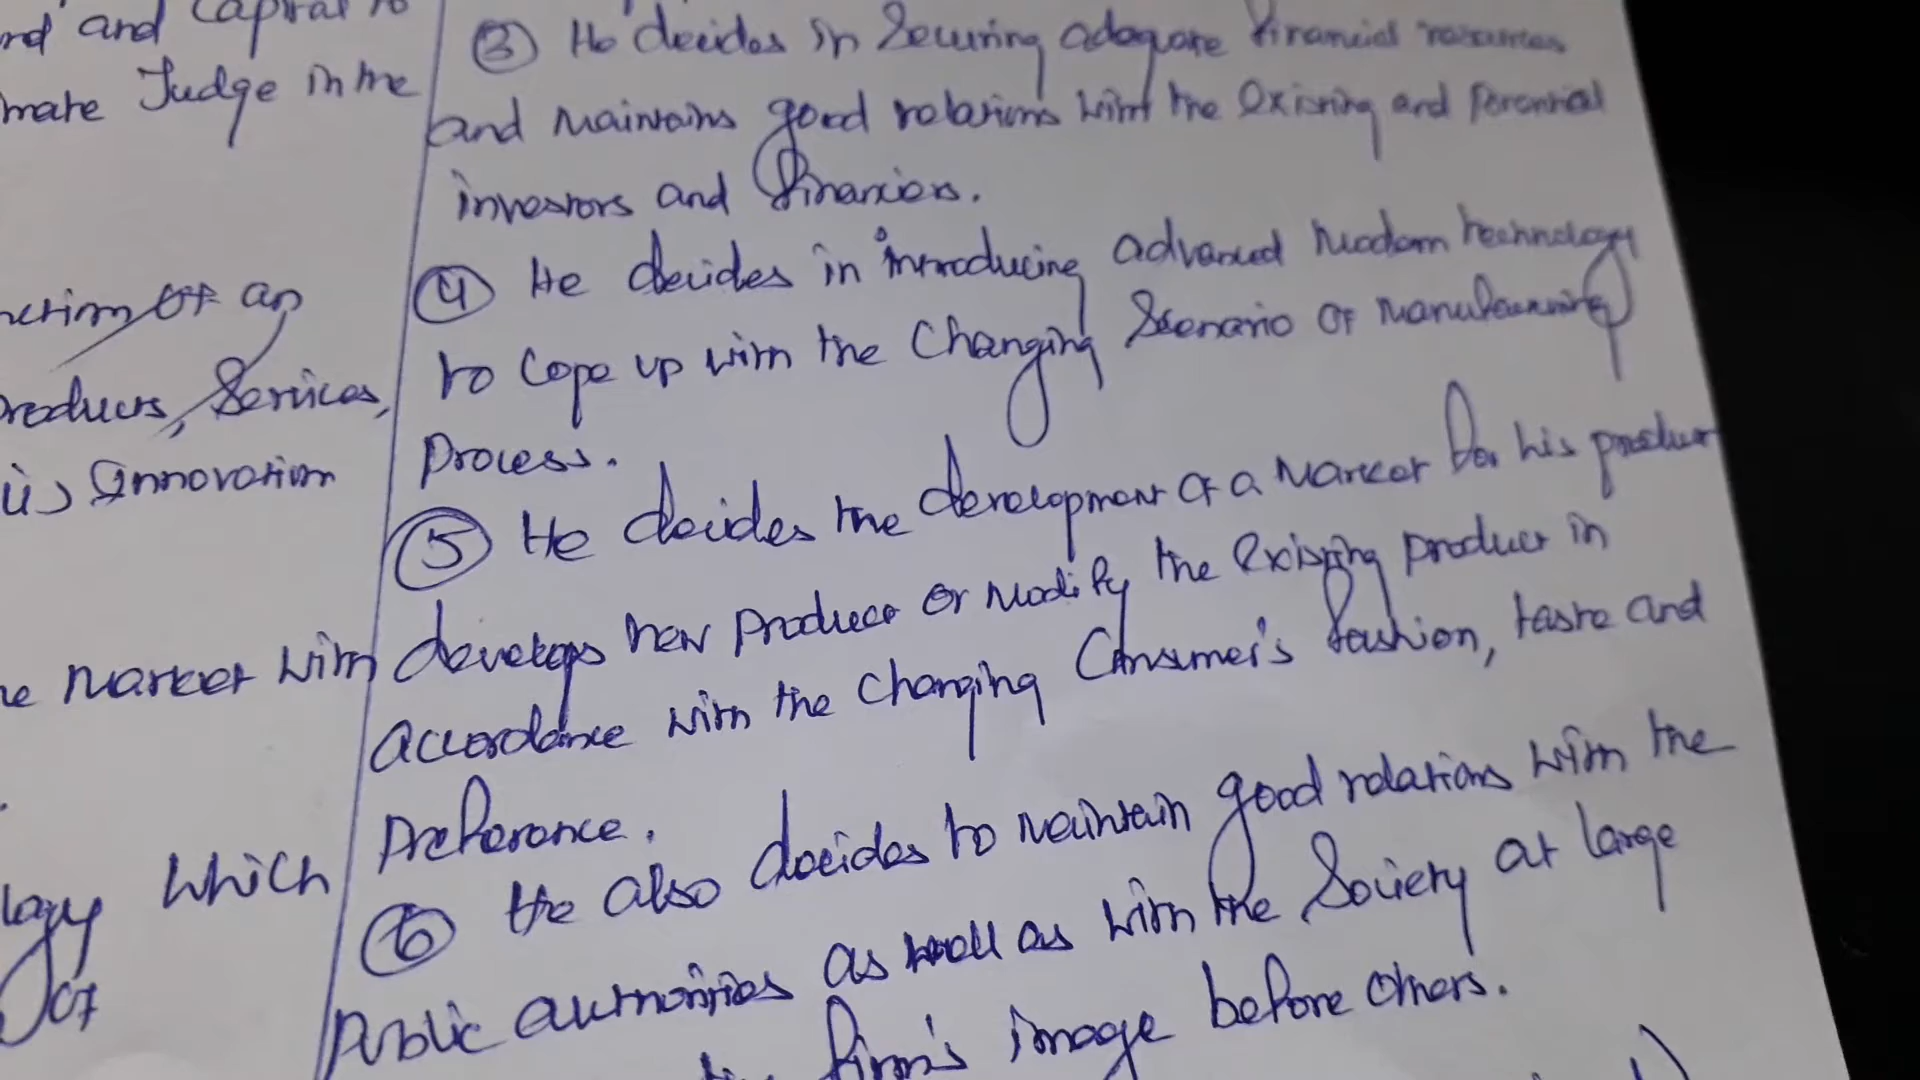 and capital to
mate Judge in the
of an
products, Services,
is Innovation
market with
which
of
③ He decides in Securing adequate financial resources
and maintains good relations with the existing and potential
investors and financiers.
④ He decides in introducing advanced modern technology
to cope up with the changing Scenario of manufacturing
process.
⑤ He decides the development of a market for his product
develops new product or modify the existing product in
accordance with the changing Consumer's fashion, taste and
preference.
⑥ He also decides to maintain good relations with the
public authorities as well as with the Society at large
firm's image before others.